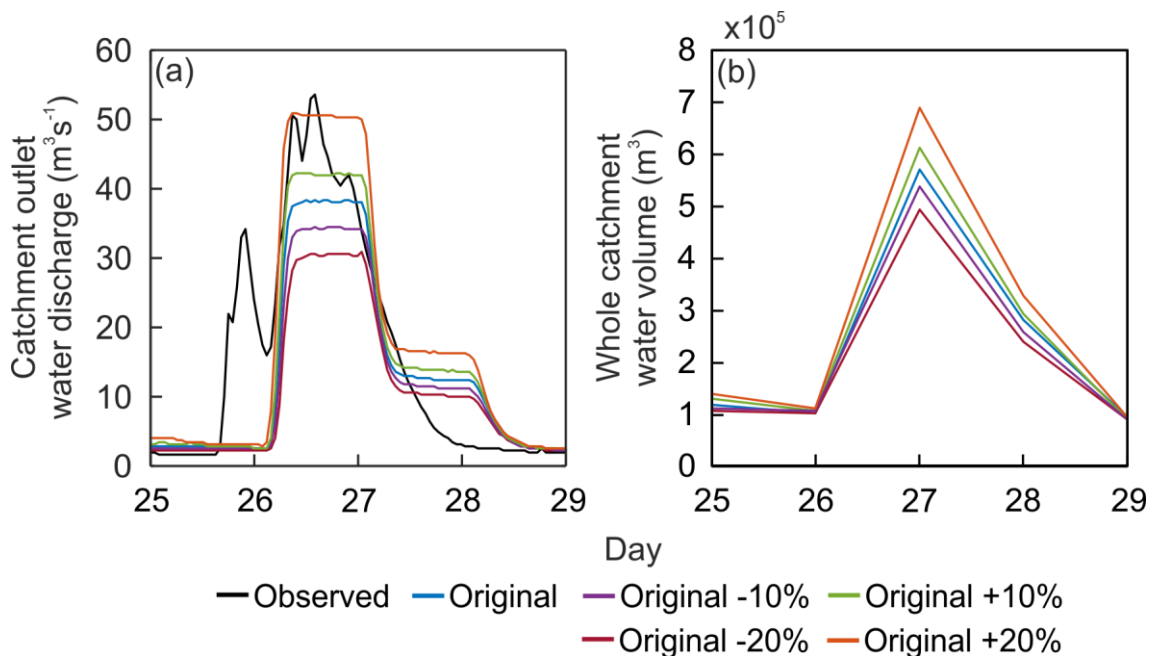 (a)
Catchment outlet
water discharge (m³s⁻¹)
60
50
40
30
20
10
0
25 26 27 28 29
x10⁵
(b)
Whole catchment
water volume (m³)
8
7
6
5
4
3
2
1
0
25 26 27 28 29
Day
Observed Original Original -10% Original +10%
Original -20% Original +20%